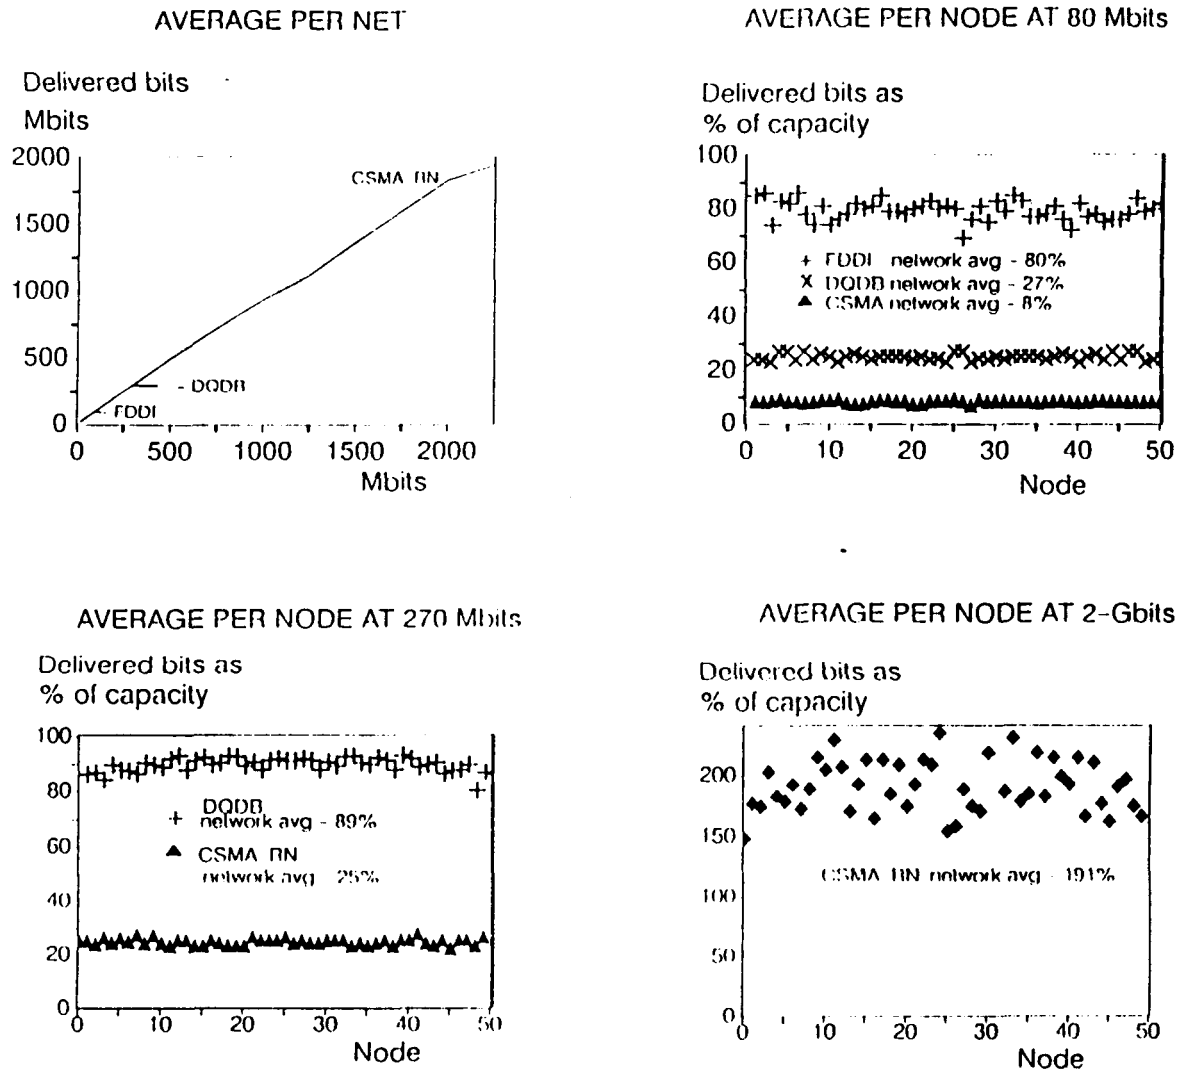 AVERAGE PER NET
Delivered bits
Mbits
2000
1500
1000
500
0
CSMA RN
- DQDB
- FDDI
0 500 1000 1500 2000
Mbits
AVERAGE PER NODE AT 80 Mbits
Delivered bits as
% of capacity
100
80
60
40
20
0
+ FDDI network avg - 80%
X DQDB network avg - 27%
▲ CSMA network avg - 8%
0 10 20 30 40 50
Node
AVERAGE PER NODE AT 270 Mbits
Delivered bits as
% of capacity
100
80
60
40
20
0
DQDB
+ network avg - 89%
▲ CSMA RN
network avg 25%
0 10 20 30 40 50
Node
AVERAGE PER NODE AT 2-Gbits
Delivered bits as
% of capacity
200
150
100
50
0
CSMA RN network avg - 191%
0 10 20 30 40 50
Node